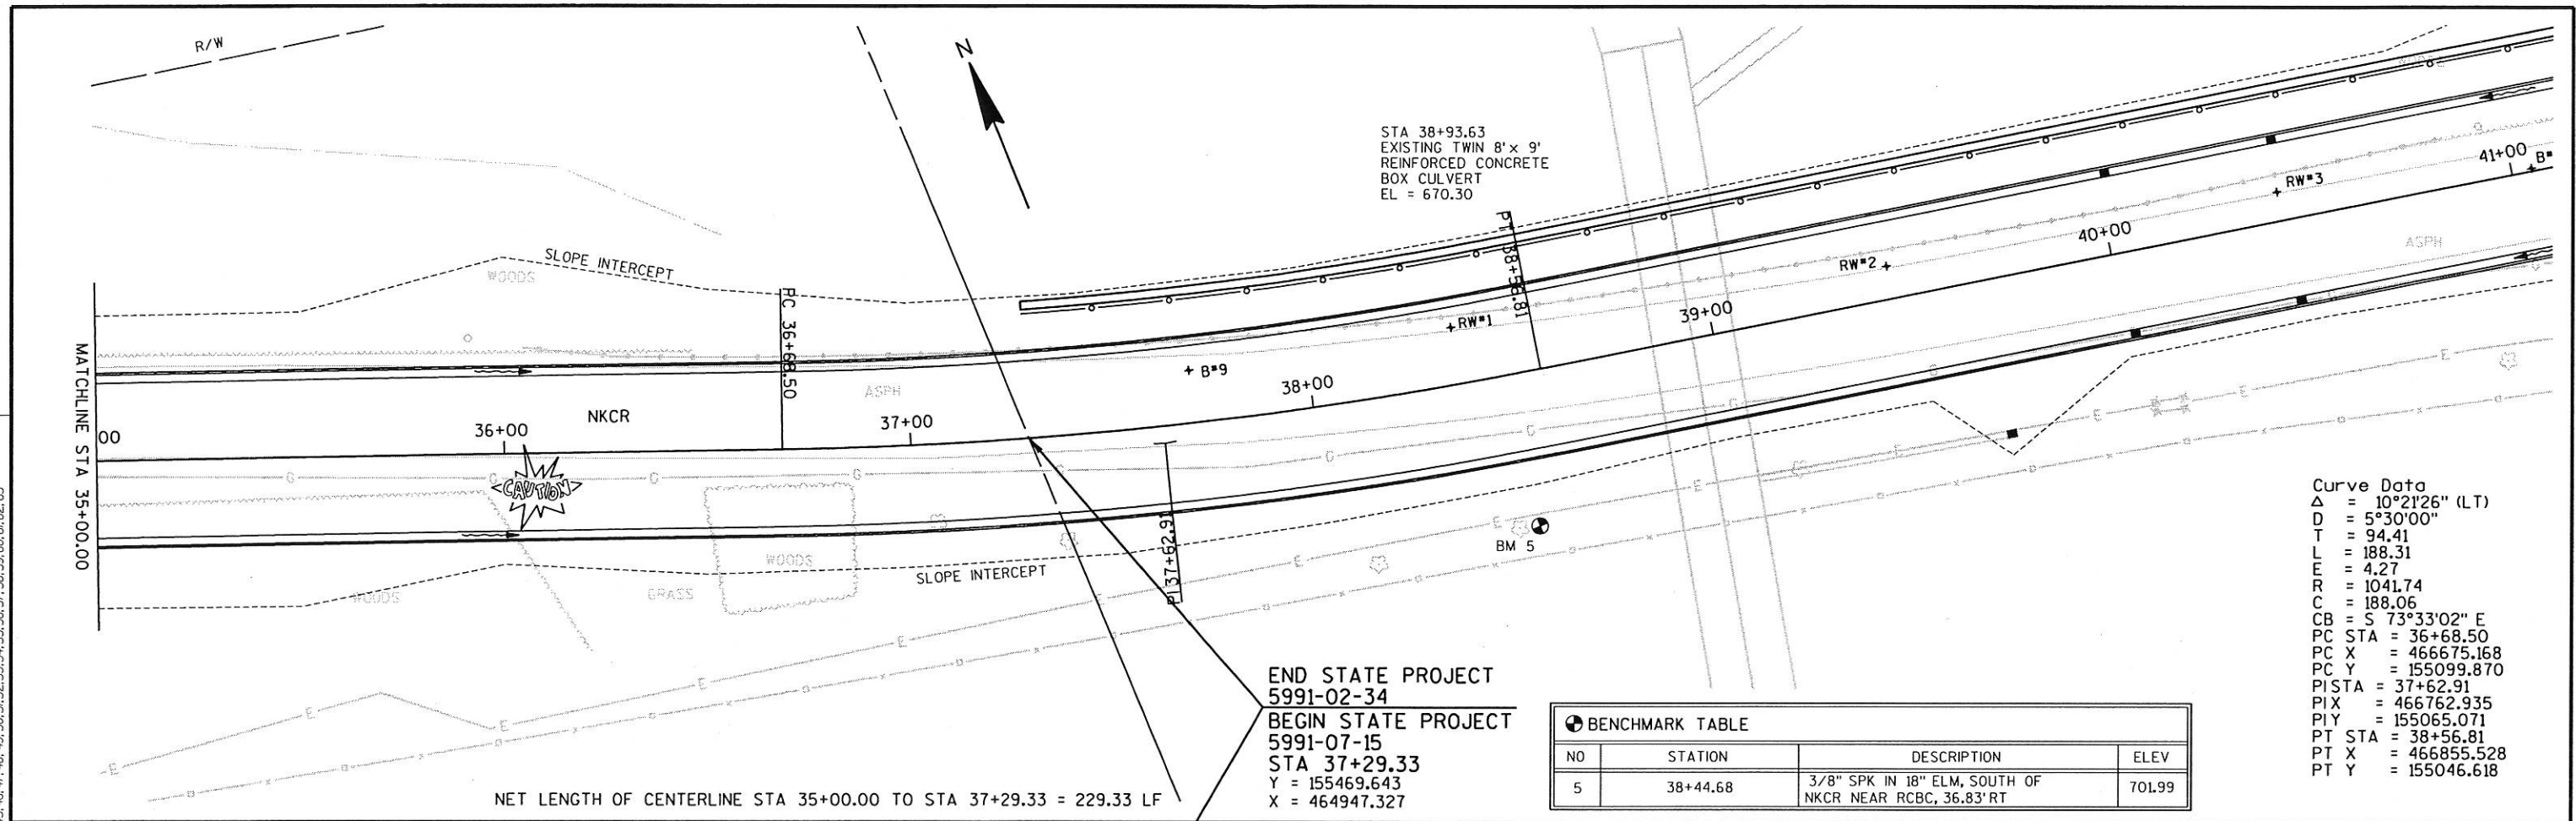 R/W
N
STA 38+93.63
EXISTING TWIN 8' x 9'
REINFORCED CONCRETE
BOX CULVERT
EL = 670.30
WOODS
41+00
B#
RW#3
40+00
ASPH
RW#2
39+00
RW#1
PT 38+56.81
SLOPE INTERCEPT
WOODS
PC 36+68.50
ASPH
B#9
38+00
37+00
NKCR
36+00
00
MATCHLINE STA 35+00.00
G G G G G G G G
CAUTION
WOODS
GRASS
WOODS
SLOPE INTERCEPT
PI 37+62.91
BM 5
E E E E E E E E E E E
END STATE PROJECT
5991-02-34
BEGIN STATE PROJECT
5991-07-15
STA 37+29.33
Y = 155469.643
X = 464947.327
NET LENGTH OF CENTERLINE STA 35+00.00 TO STA 37+29.33 = 229.33 LF
BENCHMARK TABLE
NO STATION DESCRIPTION ELEV
5 38+44.68 3/8" SPK IN 18" ELM, SOUTH OF NKCR NEAR RCBC, 36.83' RT 701.99
Curve Data
Δ = 10°21'26" (LT)
D = 5°30'00"
T = 94.41
L = 188.31
E = 4.27
R = 1041.74
C = 188.06
CB = S 73°33'02" E
PC STA = 36+68.50
PC X = 466675.168
PC Y = 155099.870
PI STA = 37+62.91
PI X = 466762.935
PI Y = 155065.071
PT STA = 38+56.81
PT X = 466855.528
PT Y = 155046.618